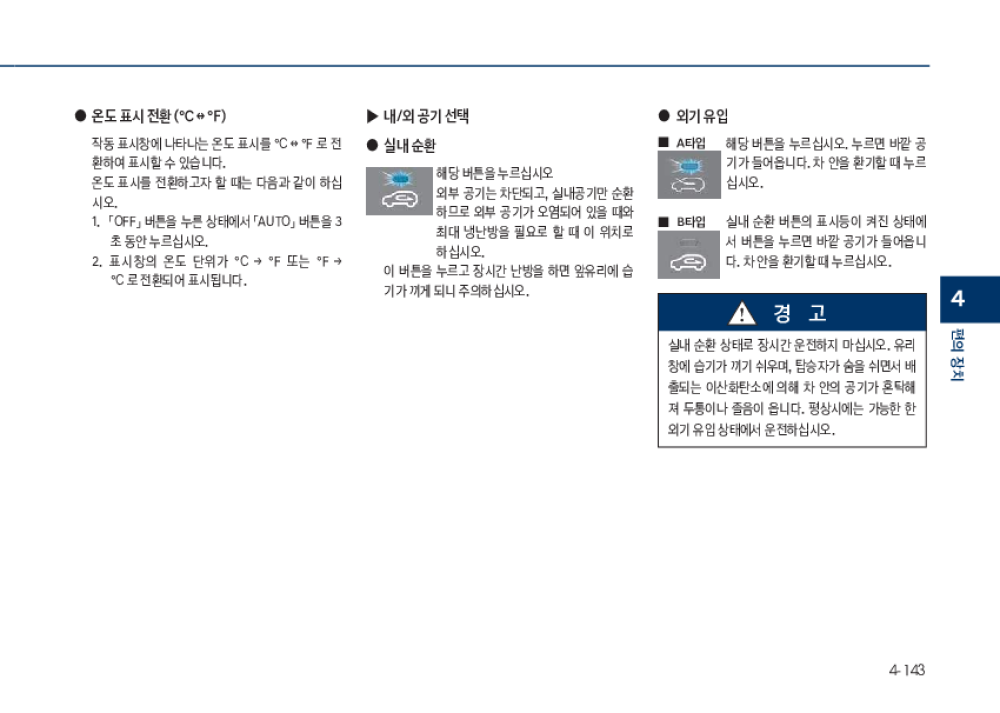 ● 온도 표시 전환 (°C ↔ °F)
작동 표시창에 나타나는 온도 표시를 °C ↔ °F 로 전
환하여 표시할 수 있습니다.
온도 표시를 전환하고자 할 때는 다음과 같이 하십
시오.
1. 「OFF」 버튼을 누른 상태에서 「AUTO」 버튼을 3
초 동안 누르십시오.
2. 표시창의 온도 단위가 °C → °F 또는 °F →
°C 로 전환되어 표시됩니다.
▶ 내/외 공기 선택
● 실내 순환
해당 버튼을 누르십시오
외부 공기는 차단되고, 실내공기만 순환
하므로 외부 공기가 오염되어 있을 때와
최대 냉난방을 필요로 할 때 이 위치로
하십시오.
이 버튼을 누르고 장시간 난방을 하면 앞유리에 습
기가 끼게 되니 주의하십시오.
● 외기 유입
■ A타입
해당 버튼을 누르십시오. 누르면 바깥 공
기가 들어옵니다. 차 안을 환기할 때 누르
십시오.
■ B타입
실내 순환 버튼의 표시등이 켜진 상태에
서 버튼을 누르면 바깥 공기가 들어옵니
다. 차 안을 환기할 때 누르십시오.
경 고
실내 순환 상태로 장시간 운전하지 마십시오. 유리
창에 습기가 끼기 쉬우며, 탑승자가 숨을 쉬면서 배
출되는 이산화탄소에 의해 차 안의 공기가 혼탁해
져 두통이나 졸음이 옵니다. 평상시에는 가능한 한
외기 유입 상태에서 운전하십시오.
4
편의 장치
4-143